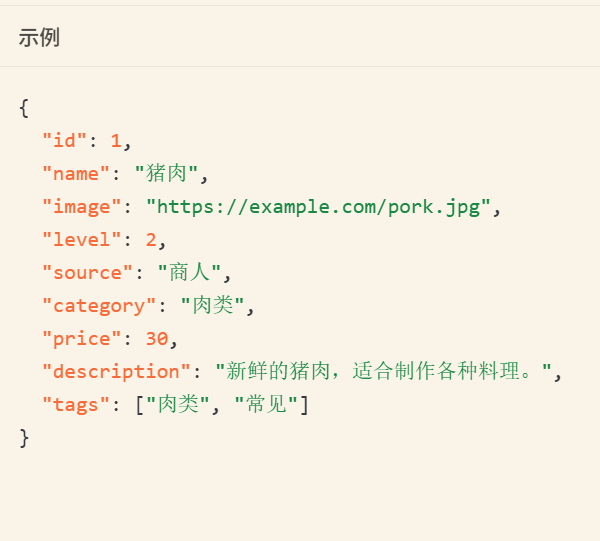 示例
{
"id": 1,
"name": "猪肉",
"image": "https://example.com/pork.jpg",
"level": 2,
"source": "商人",
"category": "肉类",
"price": 30,
"description": "新鲜的猪肉，适合制作各种料理。",
"tags": ["肉类", "常见"]
}